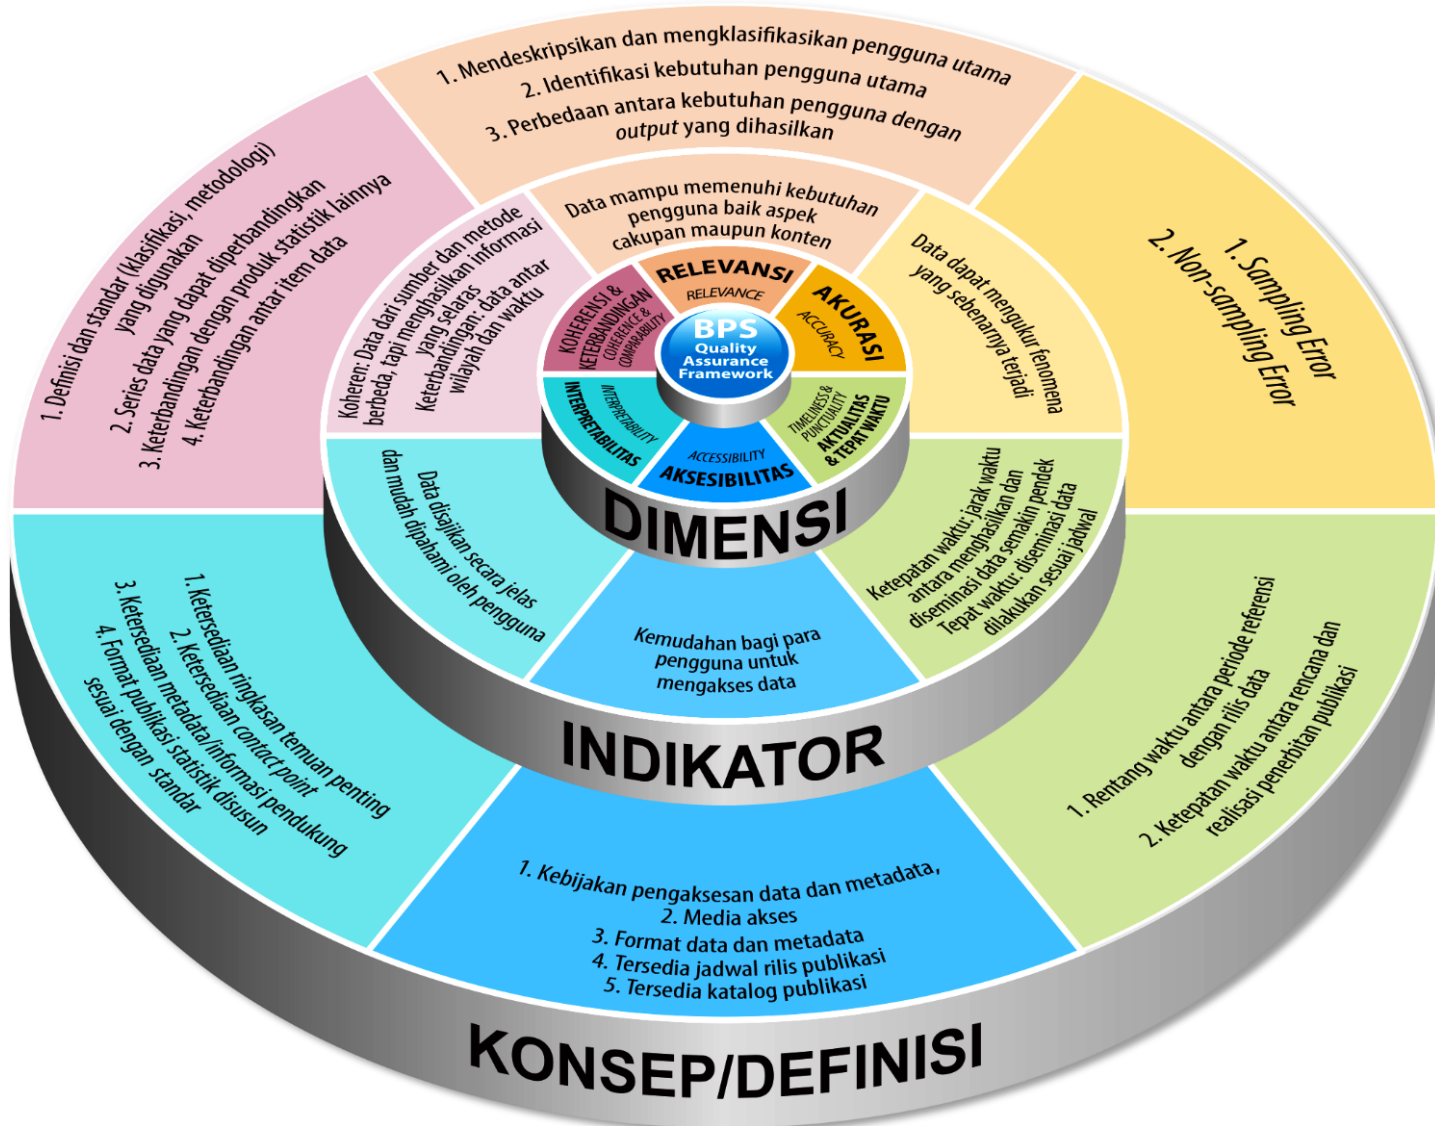 1. Mendeskripsikan dan mengklasifikasikan pengguna utama
2. Identifikasi kebutuhan pengguna utama
3. Perbedaan antara kebutuhan pengguna dengan
output yang dihasilkan
Data mampu memenuhi kebutuhan
pengguna baik aspek
cakupan maupun konten
RELEVANSI
RELEVANCE
1. Sampling Error
2. Non-sampling Error
Data dapat mengukur fenomena
yang sebenarnya terjadi
AKURASI
ACCURACY
1. Definisi dan standar (klasifikasi, metodologi)
yang digunakan
2. Series data yang dapat diperbandingkan
3. Keterbandingan dengan produk statistik lainnya
4. Keterbandingan antar item data
Koheren: Data dari sumber dan metode
berbeda, tapi menghasilkan informasi
yang selaras
Keterbandingan: data antar
wilayah dan waktu
KOHERENSI &
KETERBANDINGAN
COHERENCE &
COMPARABILITY
BPS
Quality
Assurance
Framework
INTERPRETABILITY
INTERPRETABILITAS
Data disajikan secara jelas
dan mudah dipahami oleh pengguna
1. Ketersediaan ringkasan temuan penting
2. Ketersediaan contact point
3. Ketersediaan metadata/informasi pendukung
4. Format publikasi statistik disusun
sesuai dengan standar
ACCESSIBILITY
AKSESIBILITAS
Kemudahan bagi para
pengguna untuk
mengakses data
1. Kebijakan pengaksesan data dan metadata,
2. Media akses
3. Format data dan metadata
4. Tersedia jadwal rilis publikasi
5. Tersedia katalog publikasi
TIMELINESS &
PUNCTUALITY
AKTUALITAS
& TEPAT WAKTU
Ketepatan waktu: jarak waktu
antara menghasilkan dan
diseminasi data semakin pendek
Tepat waktu: diseminasi data
dilakukan sesuai jadwal
1. Rentang waktu antara periode referensi
dengan rilis data
2. Ketepatan waktu antara rencana dan
realisasi penerbitan publikasi
DIMENSI
INDIKATOR
KONSEP/DEFINISI